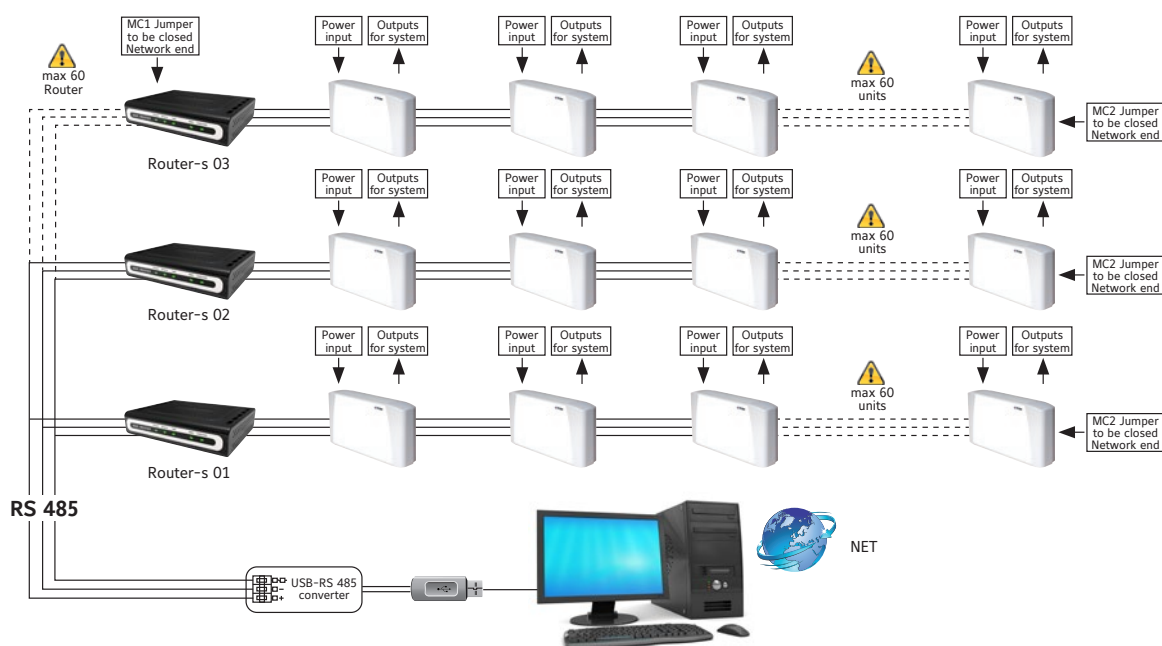 MC1 Jumper
to be closed
Network end
Power
input
Outputs
for system
Power
input
Outputs
for system
Power
input
Outputs
for system
Power
input
Outputs
for system
max 60
Router
max 60
units
MC2 Jumper
to be closed
Network end
Router-s 03
Power
input
Outputs
for system
Power
input
Outputs
for system
Power
input
Outputs
for system
Power
input
Outputs
for system
max 60
units
MC2 Jumper
to be closed
Network end
Router-s 02
Power
input
Outputs
for system
Power
input
Outputs
for system
Power
input
Outputs
for system
Power
input
Outputs
for system
max 60
units
MC2 Jumper
to be closed
Network end
Router-s 01
RS 485
NET
USB-RS 485
converter
-
+